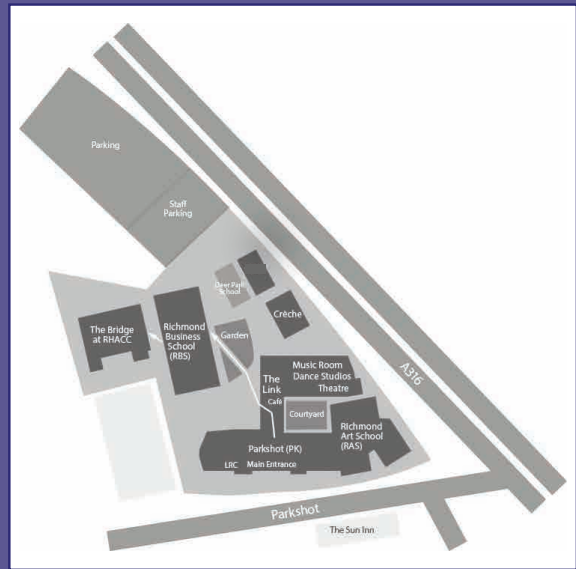 Parking
Staff
Parking
Deer Park
School
Crèche
The Bridge
at RHACC
Richmond
Business
School
(RBS)
Garden
Music Room
Dance Studios
Theatre
The
Link
Café
Courtyard
RIchmond
Art School
(RAS)
Parkshot (PK)
LRC
Main Entrance
A316
Parkshot
The Sun Inn